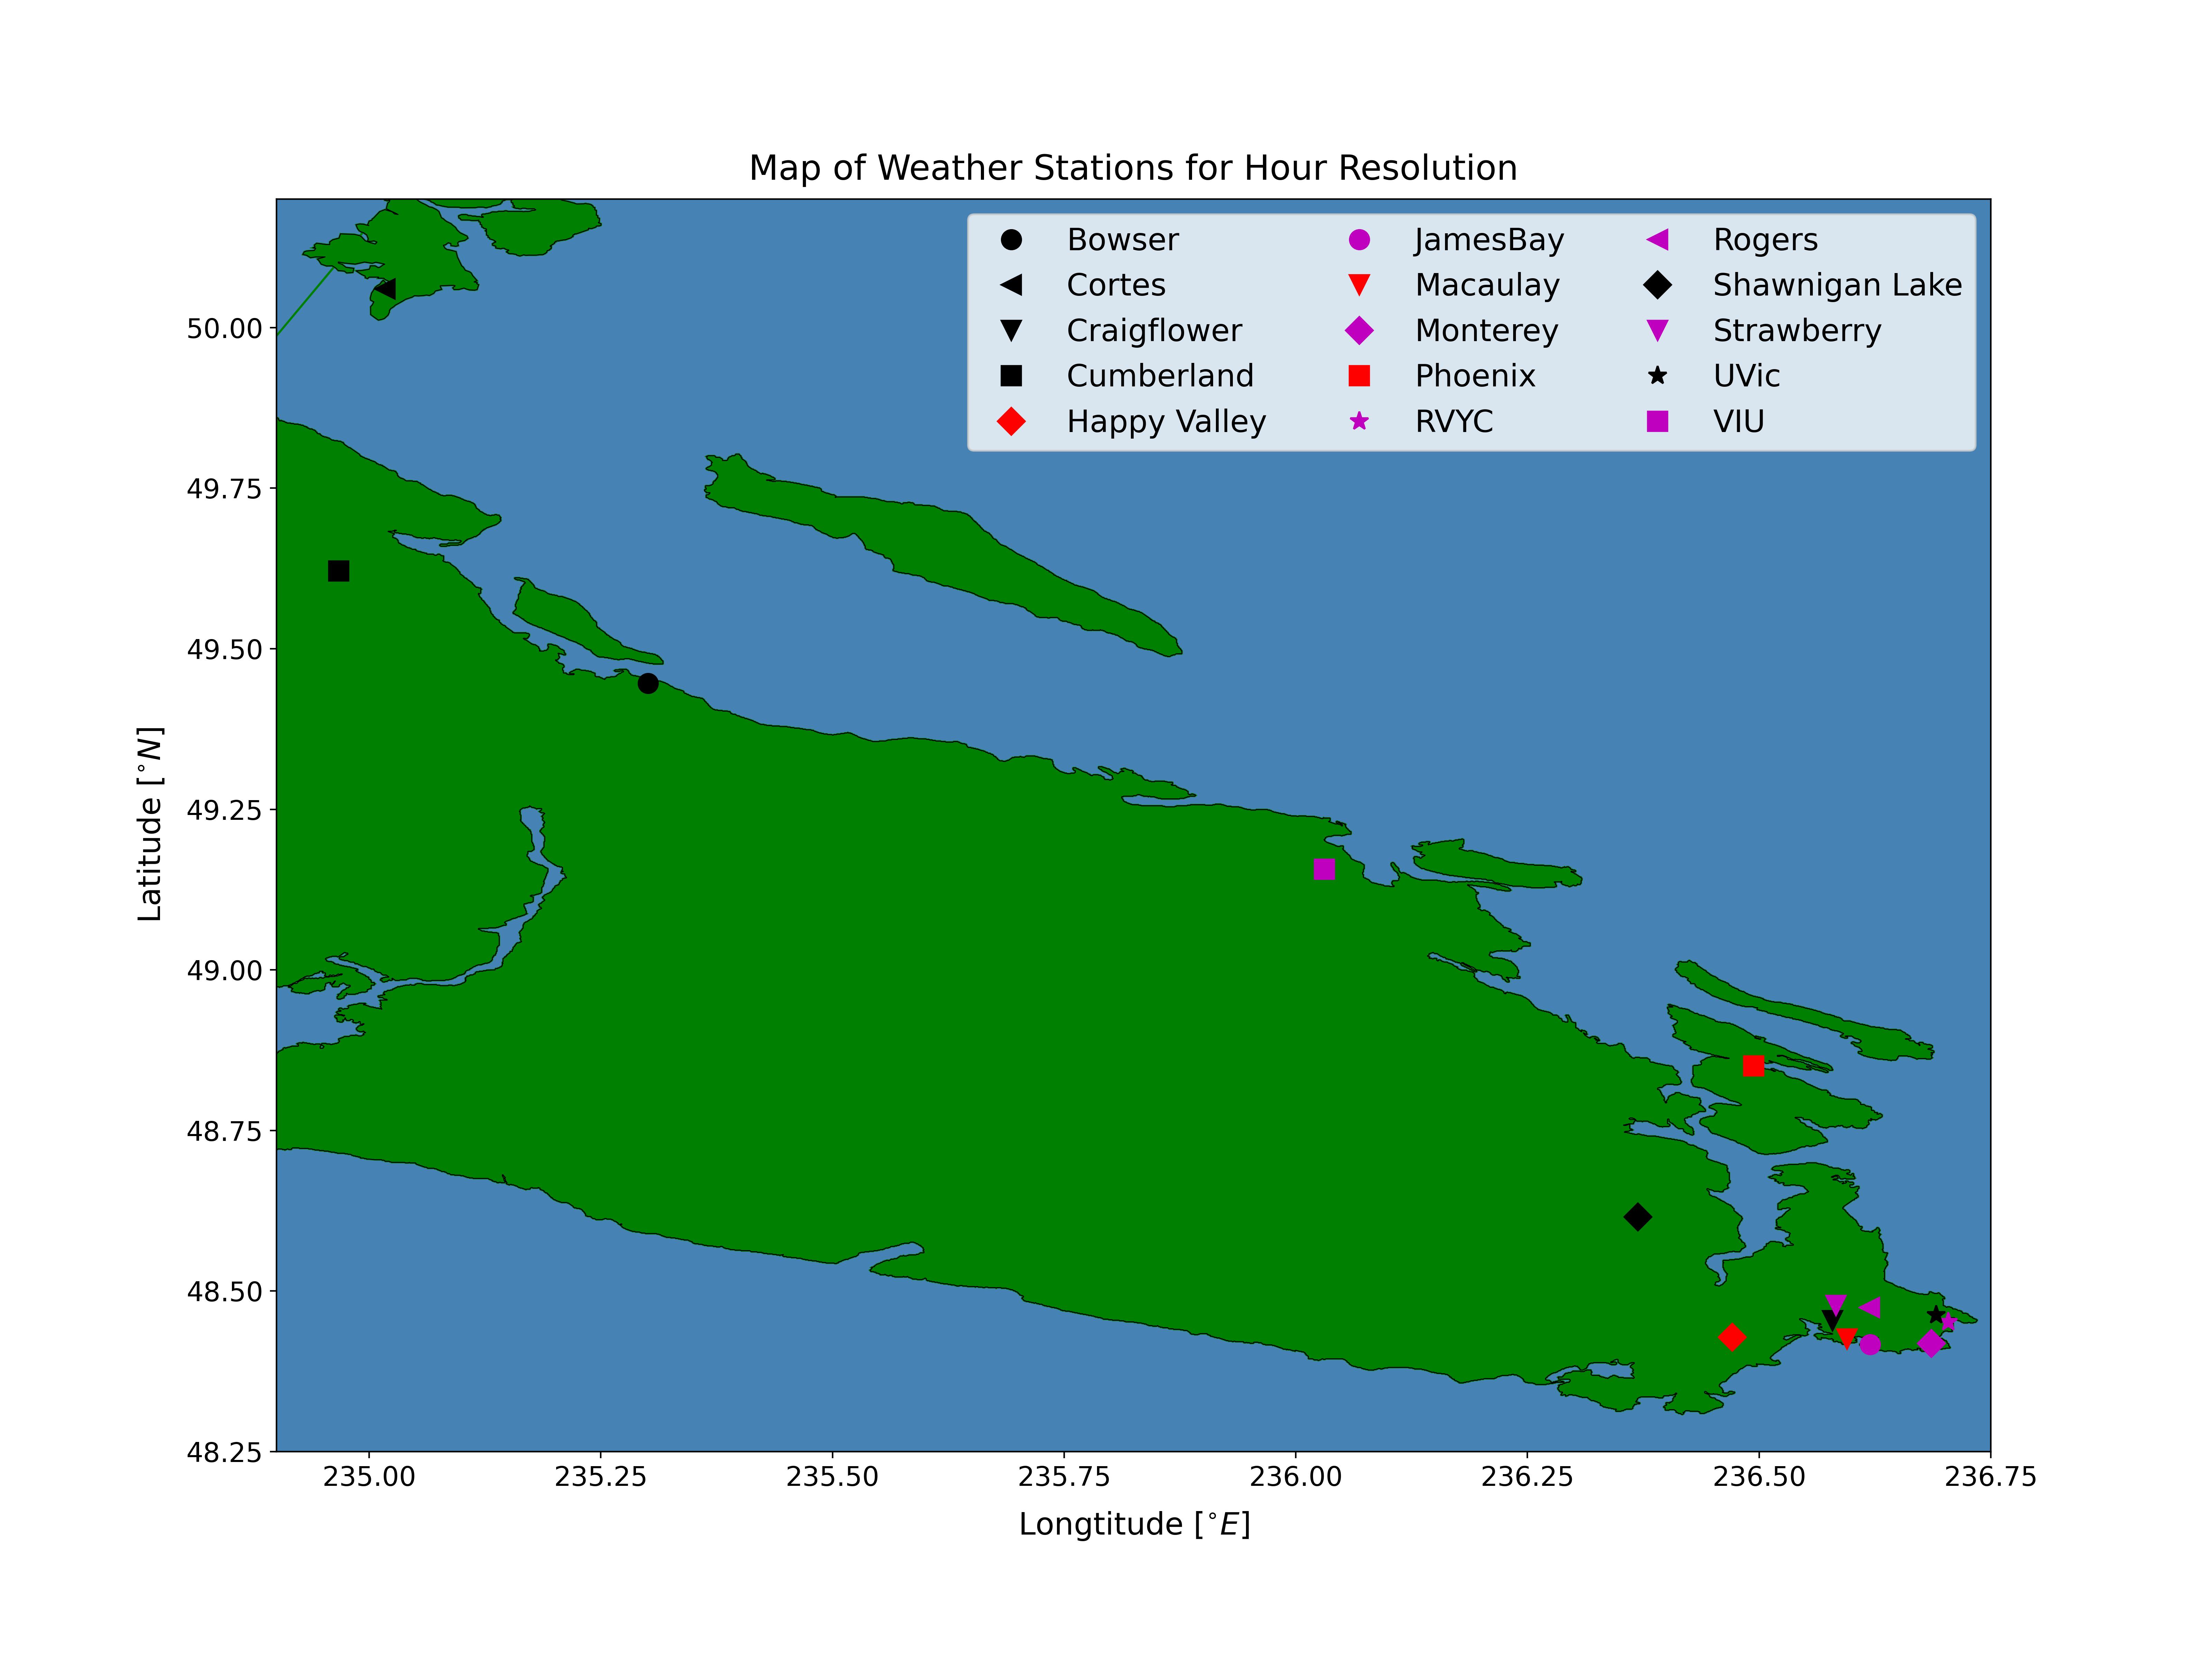 Map of Weather Stations for Hour Resolution
Bowser
Cortes
Craigflower
Cumberland
Happy Valley
JamesBay
Macaulay
Monterey
Phoenix
RVYC
Rogers
Shawnigan Lake
Strawberry
UVic
VIU
Latitude [°N]
50.00
49.75
49.50
49.25
49.00
48.75
48.50
48.25
235.00 235.25 235.50 235.75 236.00 236.25 236.50 236.75
Longtitude [°E]